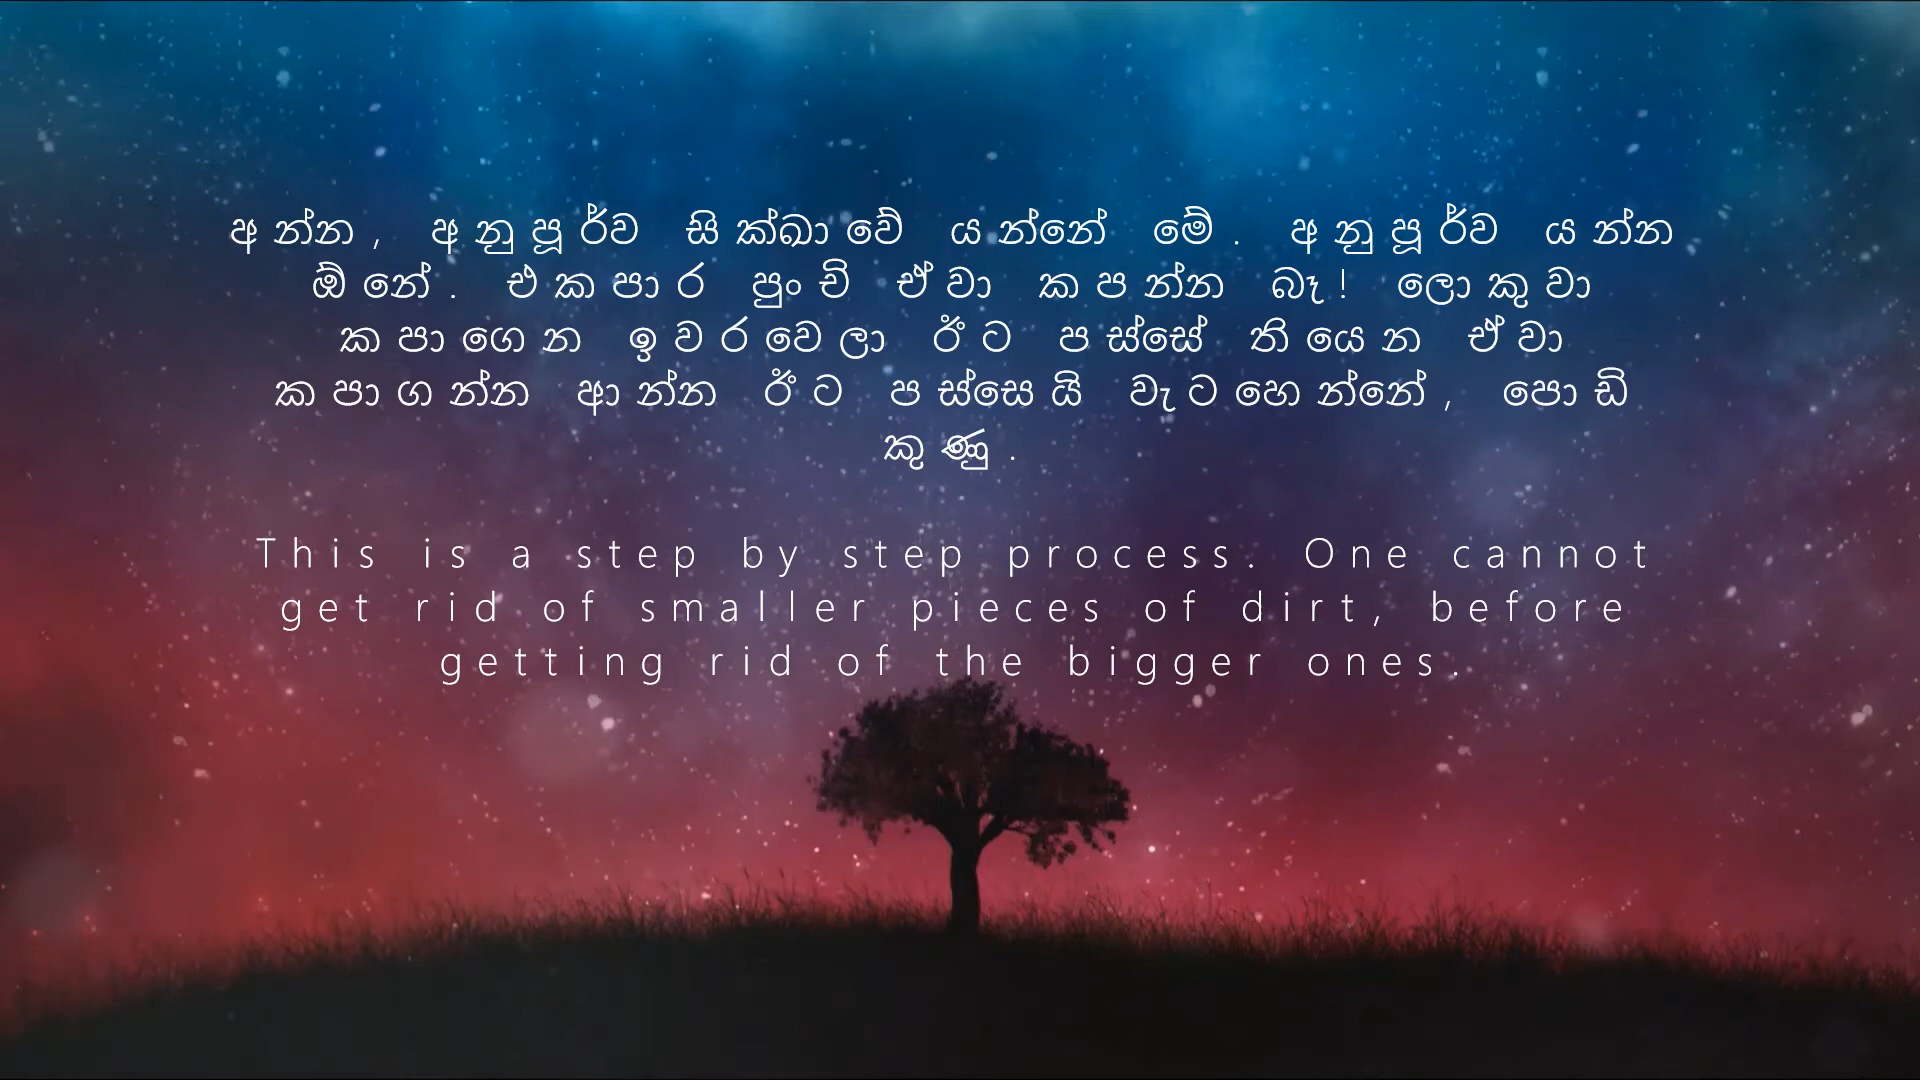 අන්න, අනුපූර්ව සික්ඛාවේ යන්නේ මේ. අනුපූර්ව යන්න
ඕනේ. එකපාර පුංචි ඒවා කපන්න බෑ! ලොකුවා
කපාගෙන ඉවරවෙලා ඊට පස්සේ තියෙන ඒවා
කපාගන්න ආන්න ඊට පස්සෙයි වැටහෙන්නේ, පොඩි
කුණු.
This is a step by step process. One cannot
get rid of smaller pieces of dirt, before
getting rid of the bigger ones.